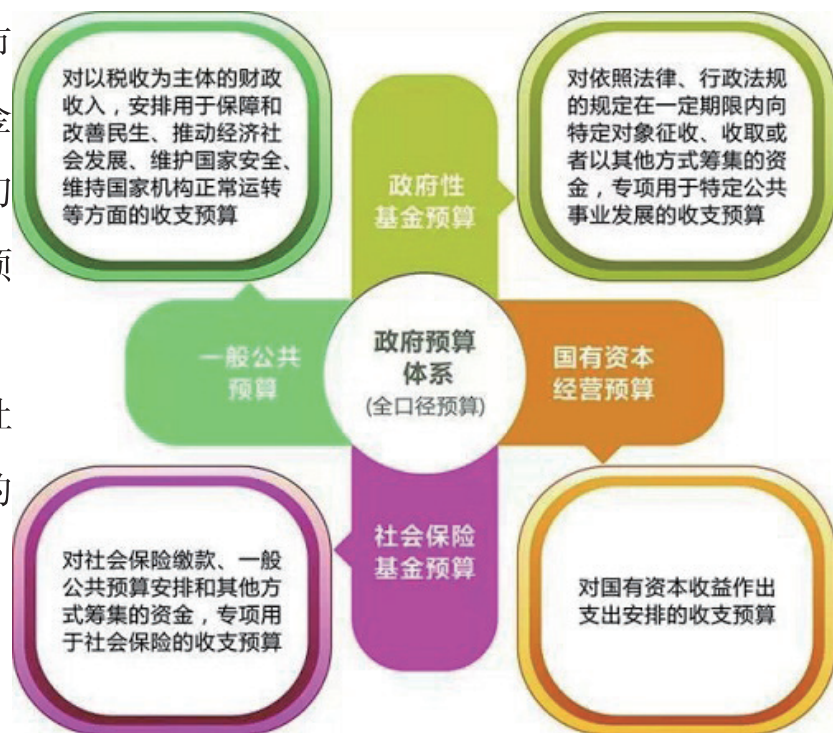 对以税收为主体的财政
收入，安排用于保障和
改善民生、推动经济社
会发展、维护国家安全、
维持国家机构正常运转
等方面的收支预算
政府性
基金预算
对依照法律、行政法规
的规定在一定期限内向
特定对象征收、收取或
者以其他方式筹集的资
金，专项用于特定公共
事业发展的收支预算
一般公共
预算
政府预算
体系
(全口径预算)
国有资本
经营预算
对社会保险缴款、一般
公共预算安排和其他方
式筹集的资金，专项用
于社会保险的收支预算
社会保险
基金预算
对国有资本收益作出
支出安排的收支预算